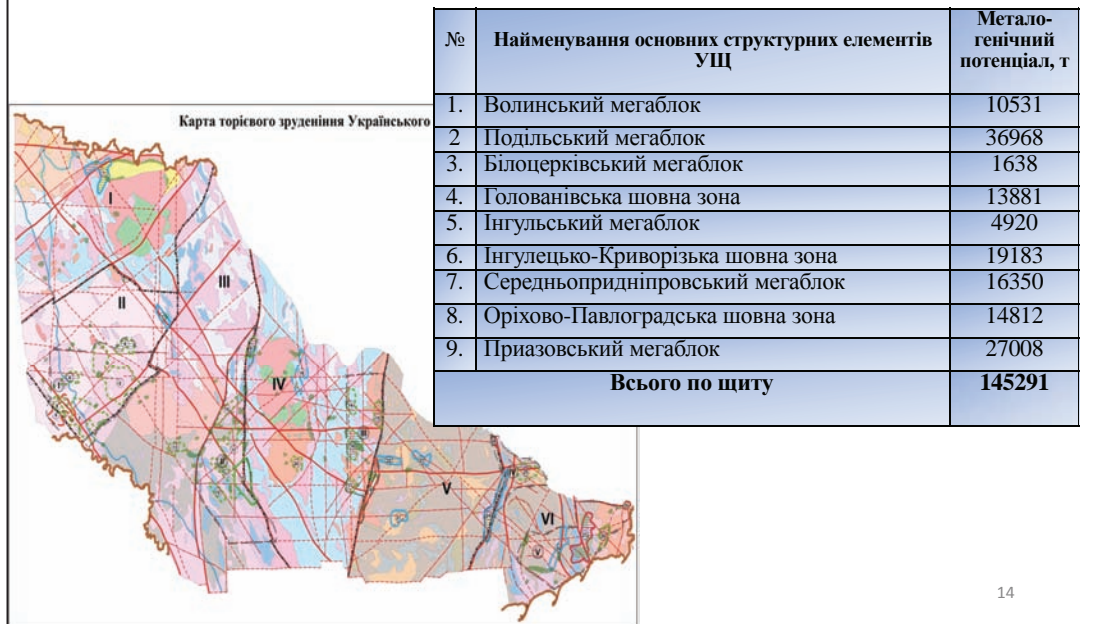 № Найменування основних структурних елементів УЩ Метало-генічний потенціал, т
1. Волинський мегаблок 10531
2 Подільський мегаблок 36968
3. Білоцерківський мегаблок 1638
4. Голованівська шовна зона 13881
5. Інгульський мегаблок 4920
6. Інгулецько-Криворізька шовна зона 19183
7. Середньопридніпровський мегаблок 16350
8. Оріхово-Павлоградська шовна зона 14812
9. Приазовський мегаблок 27008
Всього по щиту 145291
Карта торієвого зруденіння Українського
I
II
III
IV
V
VI
14